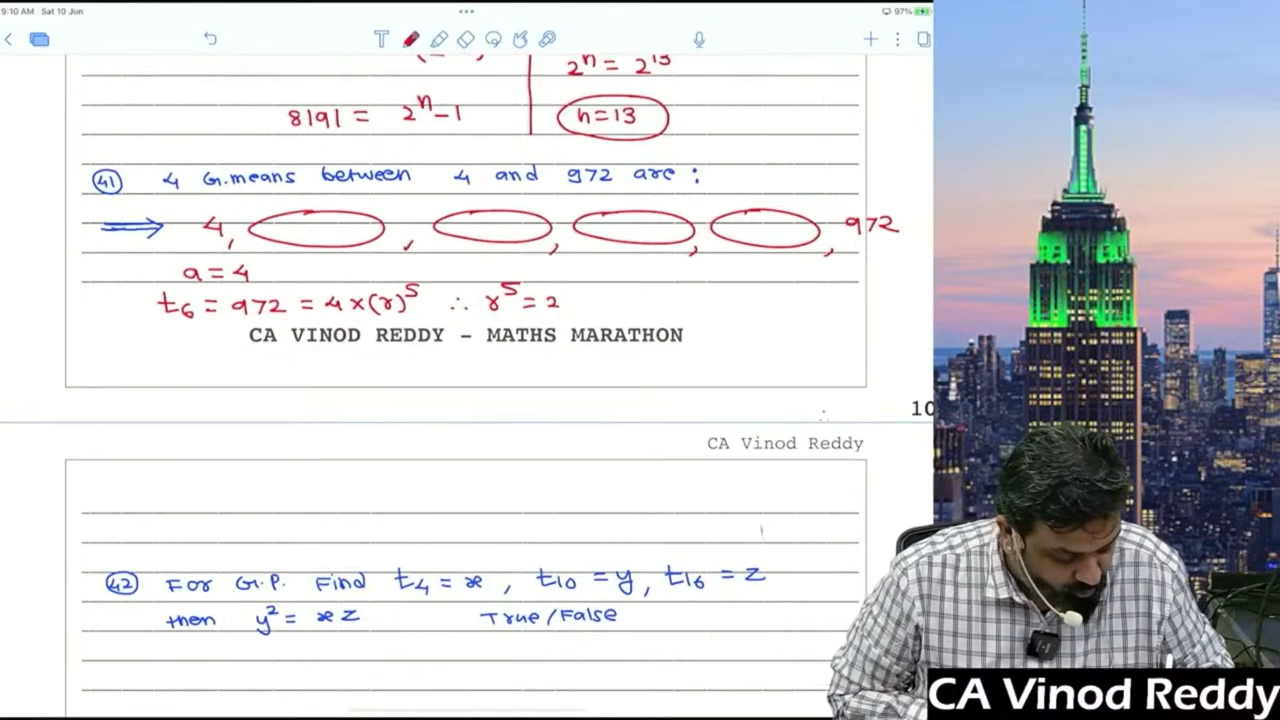 9:10 AM Sat 10 Jun
97%
T
2ⁿ = 2¹³
8191 = 2ⁿ - 1
n = 13
41 4 G.means between 4 and 972 are :
4, , , , , 972
a = 4
t₆ = 972 = 4 × (r)⁵ ∴ r⁵ = 2
CA VINOD REDDY - MATHS MARATHON
10
CA Vinod Reddy
42 For G.P. Find t₄ = x , t₁₀ = y , t₁₆ = z
then y² = xz True/False
CA Vinod Reddy